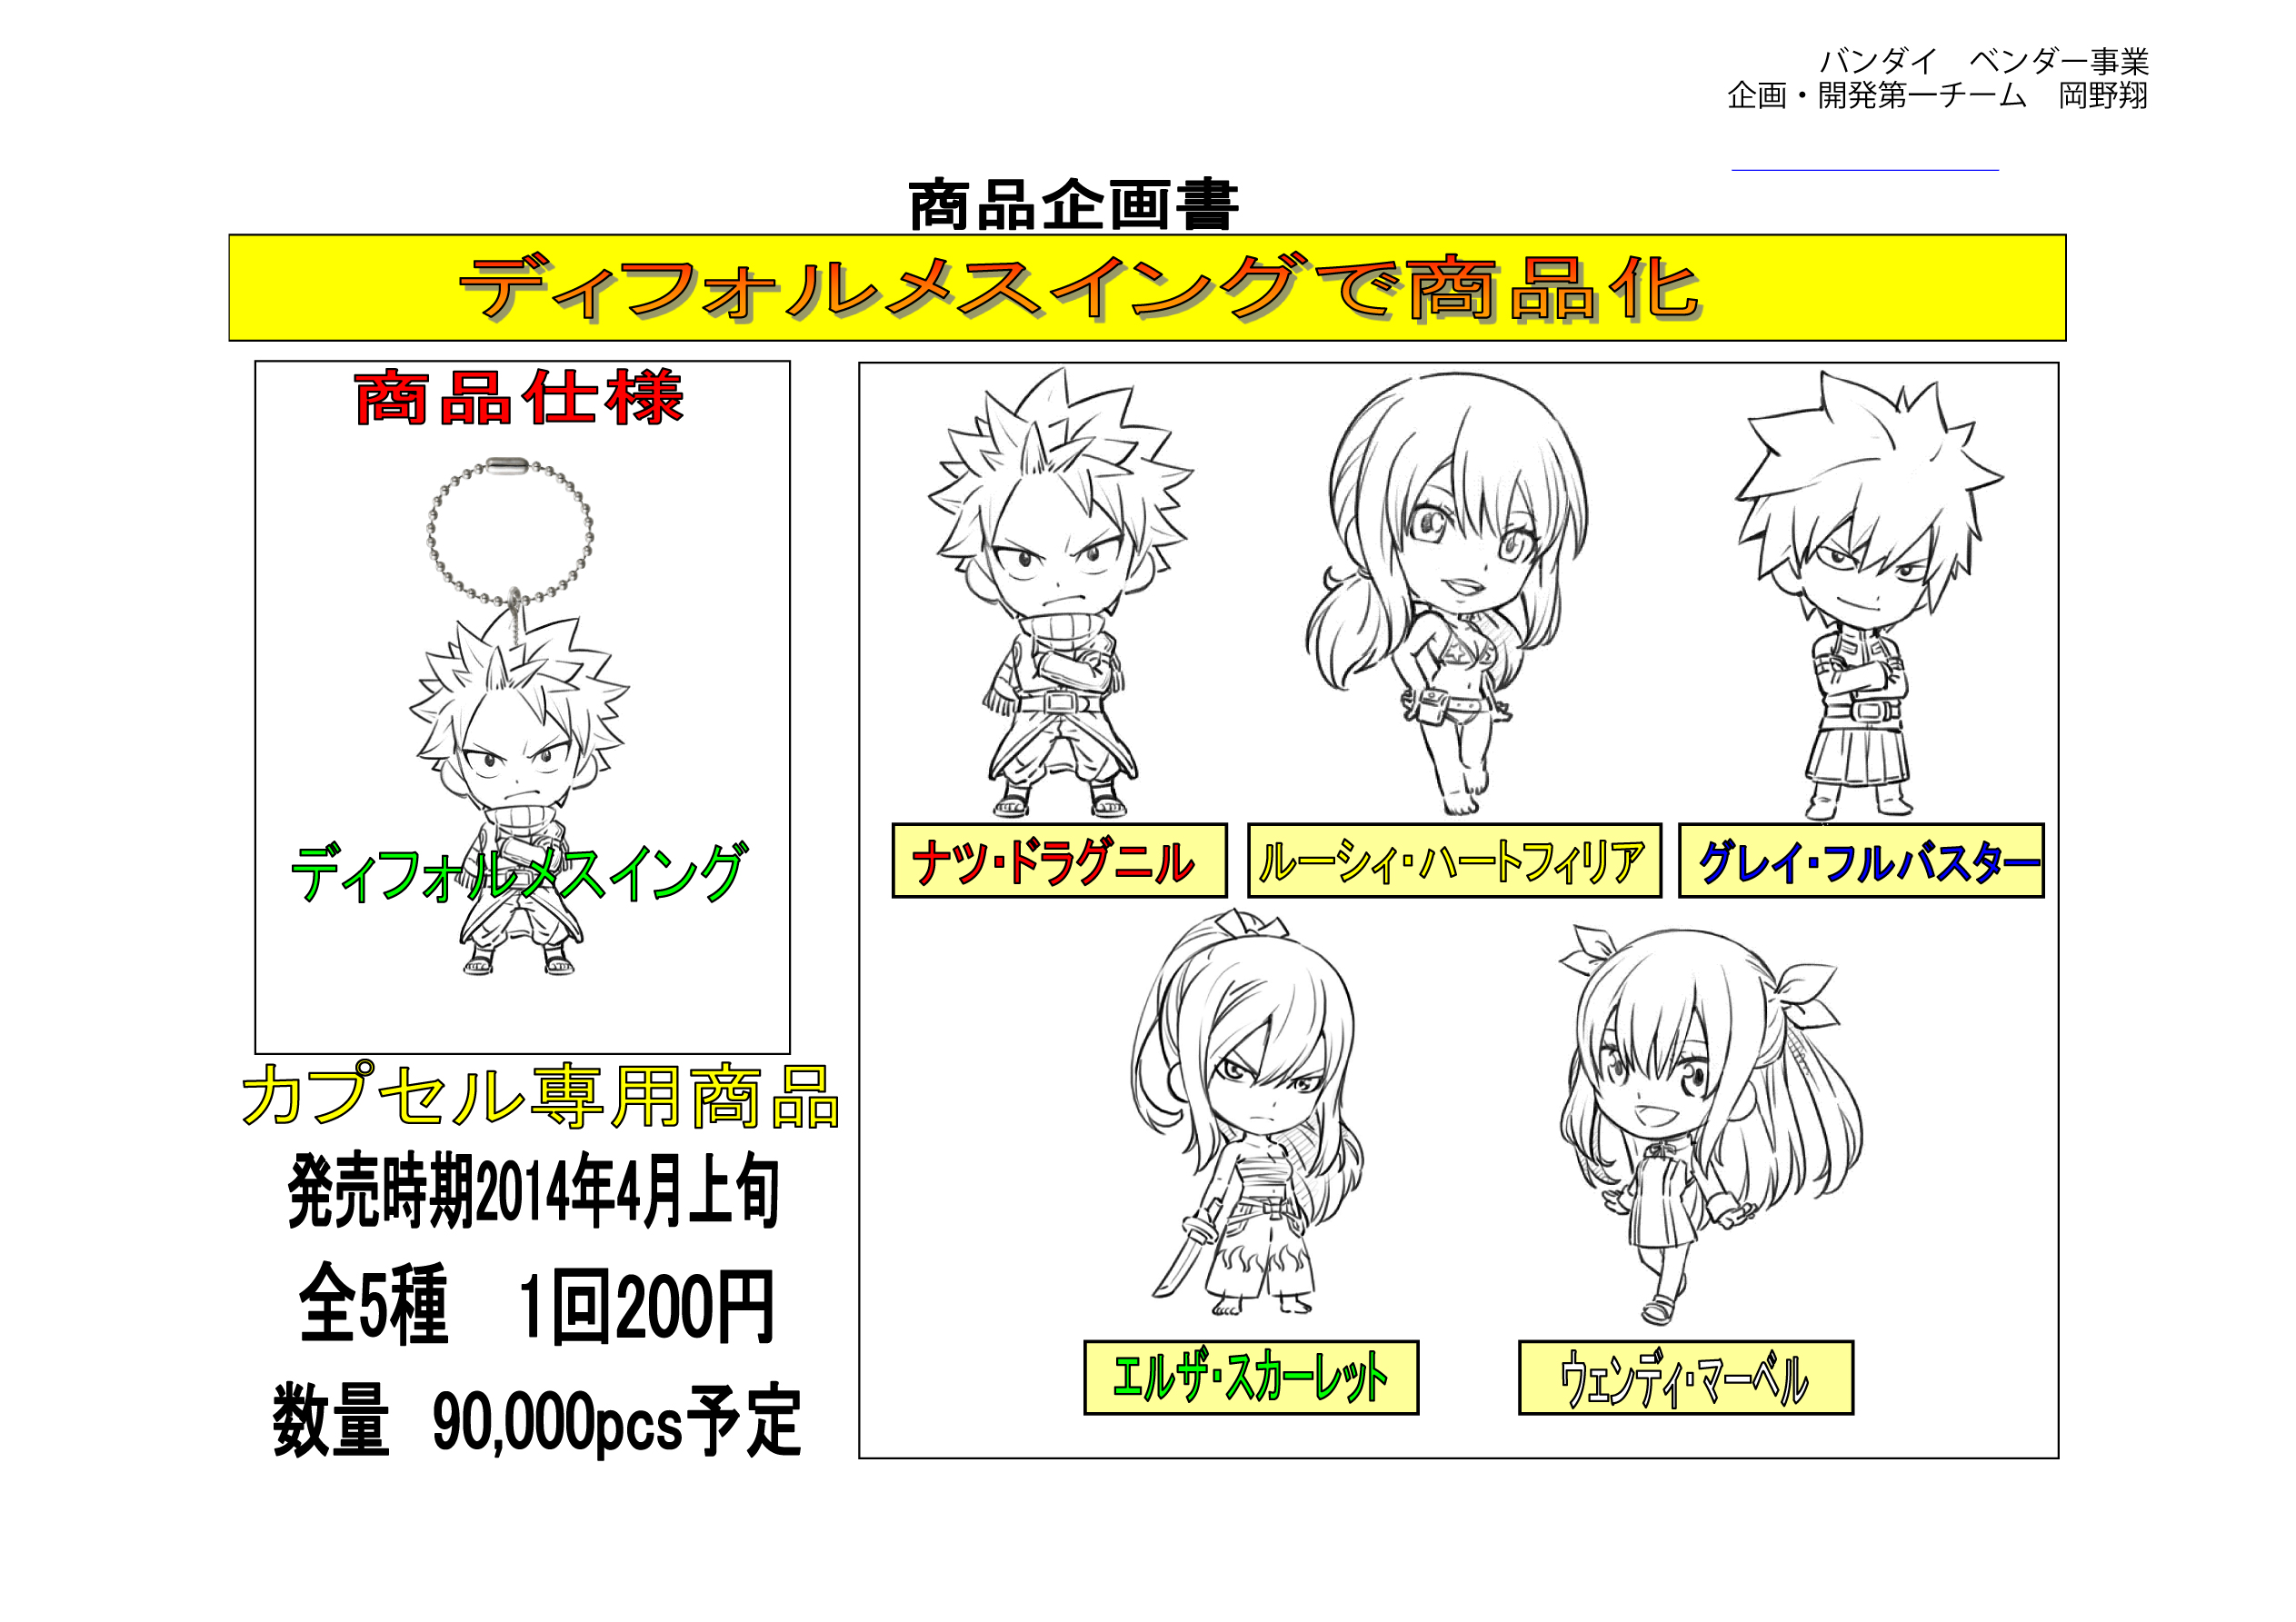 バンダイ　ベンダー事業
企画・開発第一チーム　岡野翔
商品企画書
ディフォルメスイングで商品化
商品仕様
ディフォルメスイング
カプセル専用商品
発売時期2014年4月上旬
全5種　1回200円
数量　90,000pcs予定
ナツ・ドラグニル
ルーシィ・ハートフィリア
グレイ・フルバスター
エルザ・スカーレット
ウェンディ・マーベル